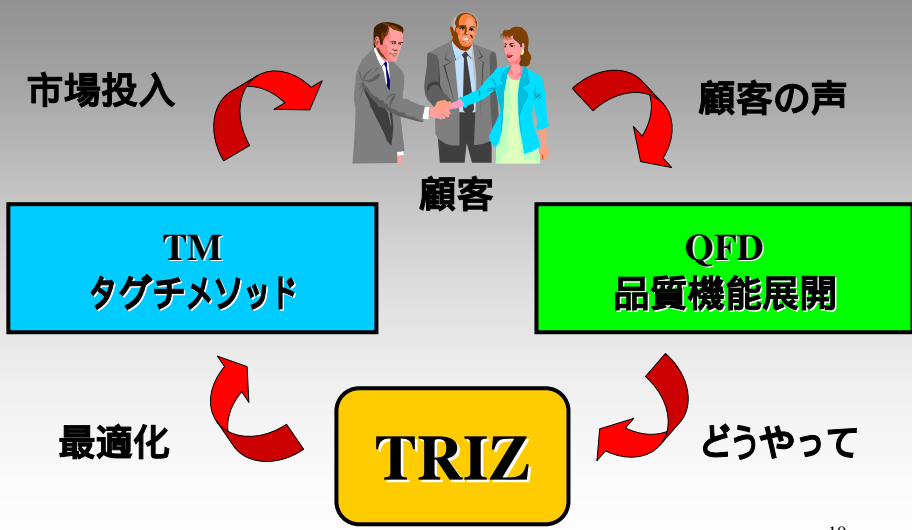 市場投入
顧客の声
顧客
TM
タグチメソッド
QFD
品質機能展開
最適化
TRIZ
どうやって